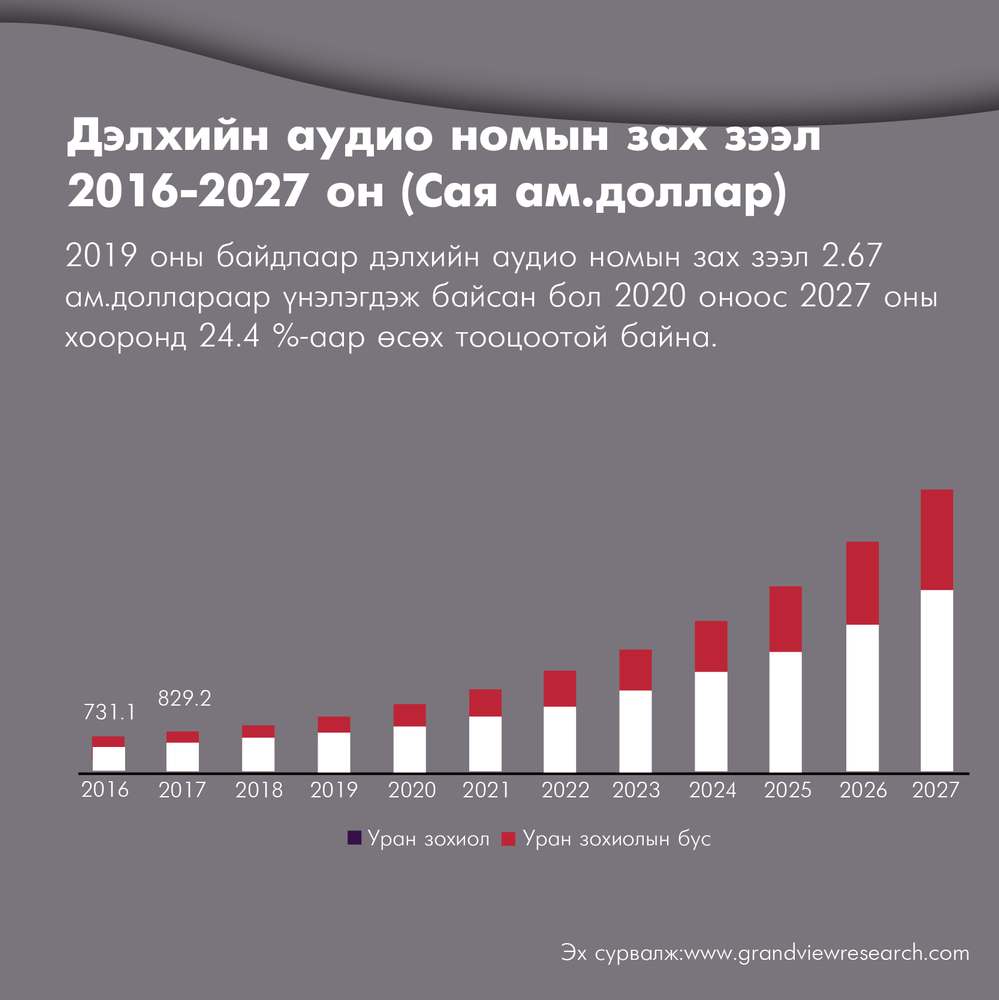 Дэлхийн аудио номын зах зээл
2016-2027 он (Сая ам.доллар)
2019 оны байдлаар дэлхийн аудио номын зах зээл 2.67
ам.доллараар үнэлэгдэж байсан бол 2020 оноос 2027 оны
хооронд 24.4 %-аар өсөх тооцоотой байна.
731.1
829.2
2016 2017 2018 2019 2020 2021 2022 2023 2024 2025 2026 2027
Уран зохиол Уран зохиолын бус
Эх сурвалж:www.grandviewresearch.com